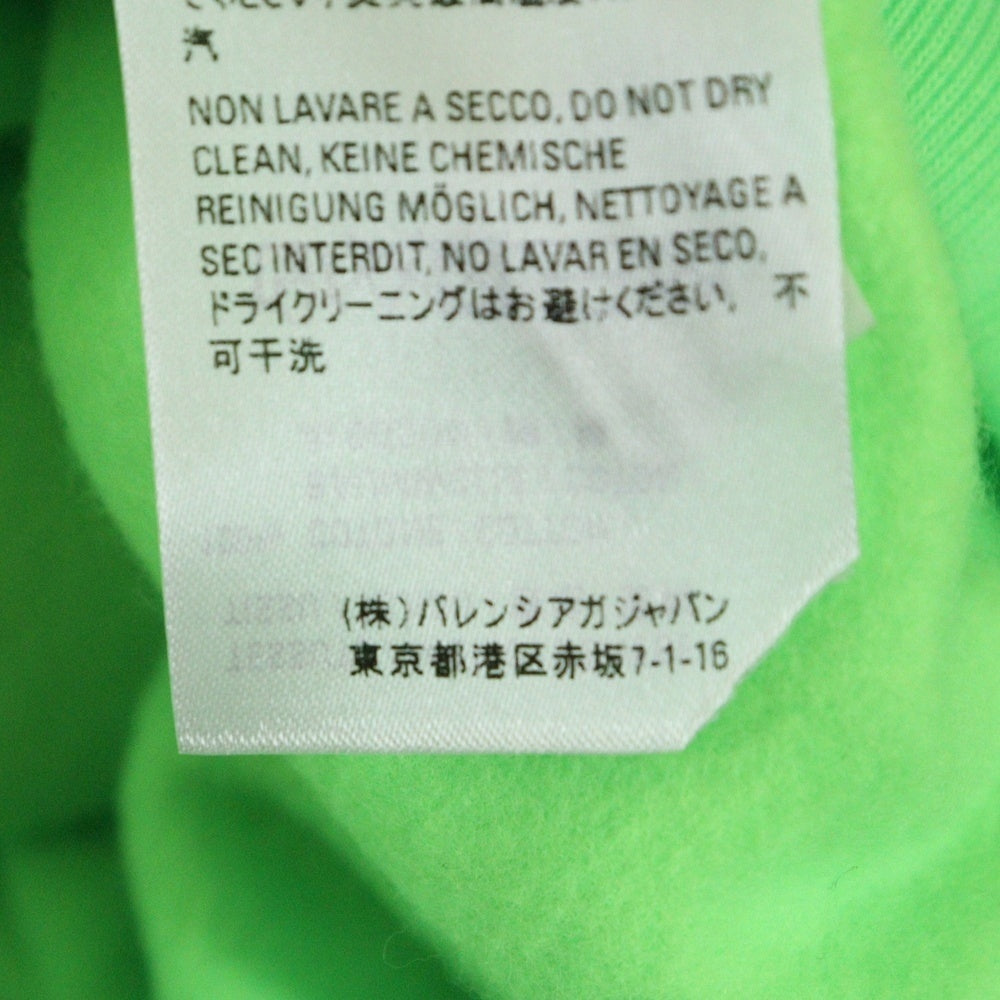 汽
NON LAVARE A SECCO, DO NOT DRY
CLEAN, KEINE CHEMISCHE
REINIGUNG MÖGLICH, NETTOYAGE A
SEC INTERDIT, NO LAVAR EN SECO,
ドライクリーニングはお避けください, 不
可干洗
(株)バレンシアガジャパン
東京都港区赤坂7-1-16